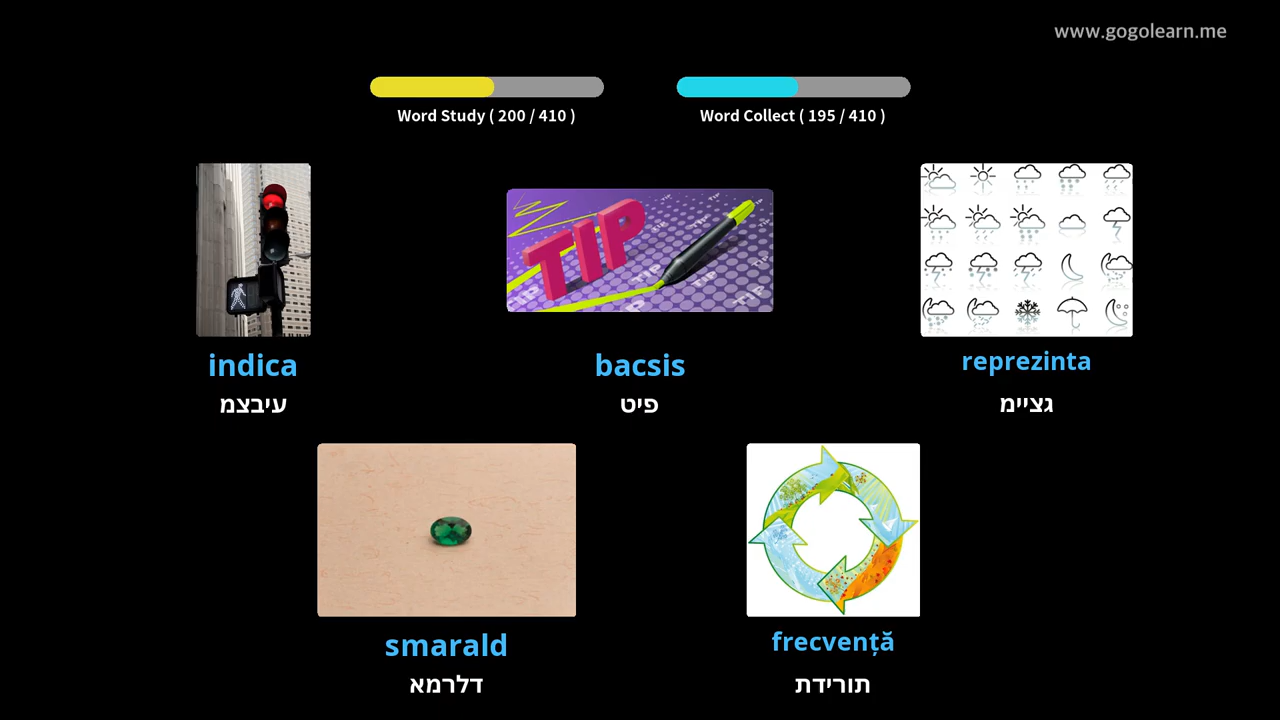 www.gogolearn.me
Word Study ( 200 / 410 )
Word Collect ( 195 / 410 )
TIP
indica
עיבצמ
bacsis
פיט
reprezinta
גציימ
smarald
דלרמא
frecvență
תורידת